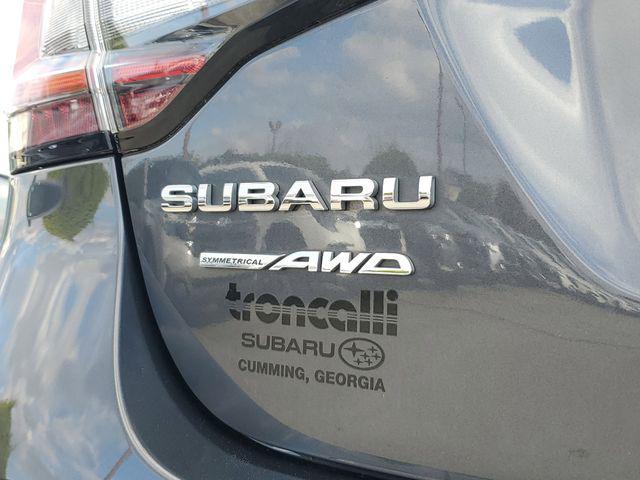 SUBARU
SYMMETRICAL AWD
troncalli
SUBARU
CUMMING, GEORGIA